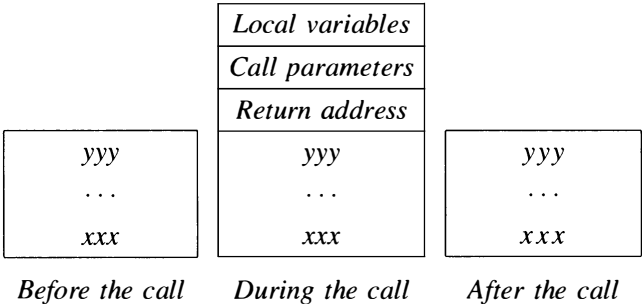 Local variables
Call parameters
Return address
yyy yyy yyy
... ... ...
xxx xxx xxx
Before the call During the call After the call